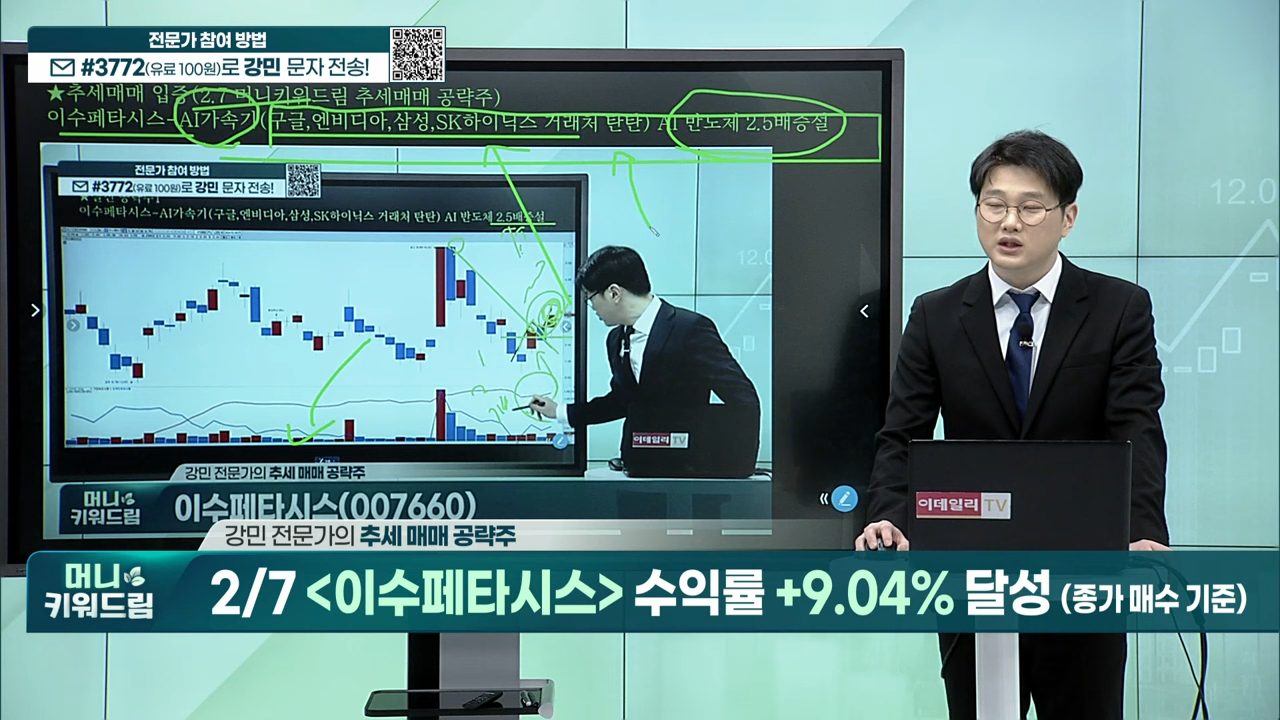 전문가 참여 방법
#3772(유료 100원)로 강민 문자 전송!
★추세매매 입증(2.7 머니키워드림 추세매매 공략주)
이수페타시스-AI가속기(구글,엔비디아,삼성,SK하이닉스 거래처 탄탄) AI 반도체 2.5배증설
전문가 참여 방법
#3772(유료 100원)로 강민 문자 전송!
이수페타시스-AI가속기(구글,엔비디아,삼성,SK하이닉스 거래처 탄탄) AI 반도체 2.5배증설
이데일리TV
강민 전문가의 추세 매매 공략주
머니
키워드림
이수페타시스(007660)
12.0
12.0
이데일리TV
강민 전문가의 추세 매매 공략주
머니
키워드림
2/7 <이수페타시스> 수익률 +9.04% 달성 (종가 매수 기준)